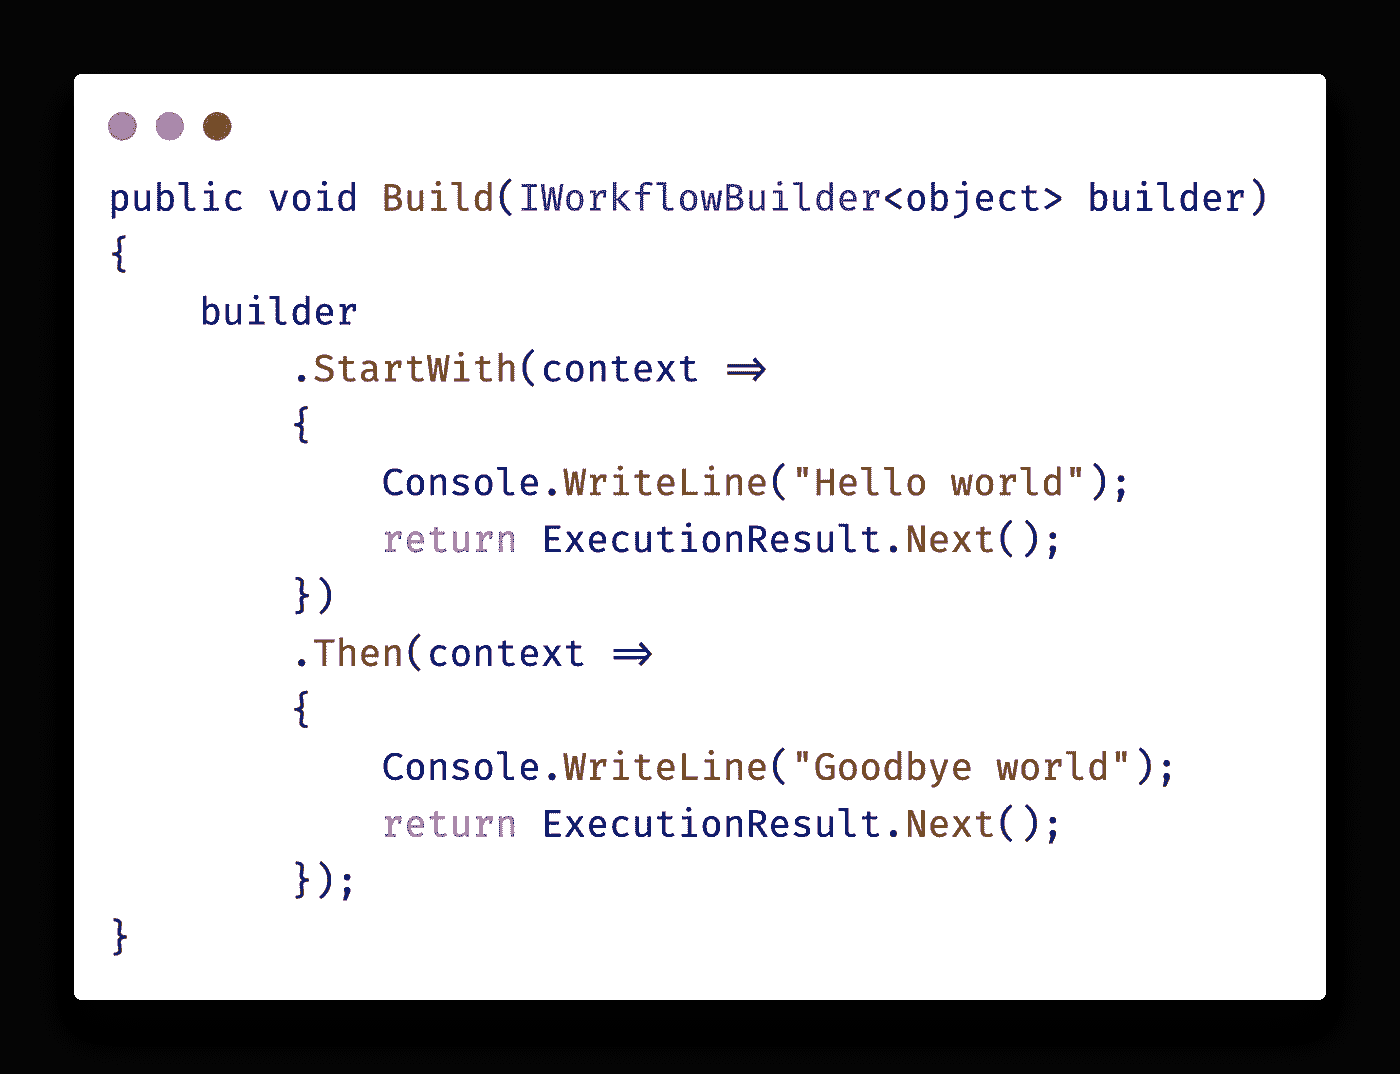 public void Build(IWorkflowBuilder<object> builder)
{
    builder
        .StartWith(context =>
        {
            Console.WriteLine("Hello world");
            return ExecutionResult.Next();
        })
        .Then(context =>
        {
            Console.WriteLine("Goodbye world");
            return ExecutionResult.Next();
        });
}